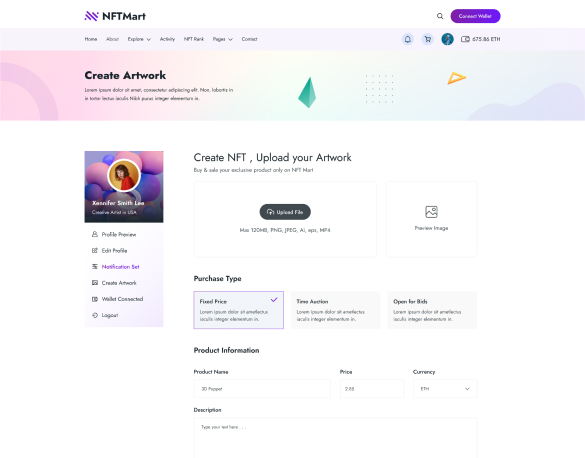 NFTMart
Connect Wallet
Home About Explore Activity NFT Rank Pages Contact 675.86 ETH
Create Artwork
Lorem ipsum dolor sit amet, consectetur adipiscing elit. Non, lobortis in
in tortor lectus iaculis Nibh purus integer elementum in.
Create NFT , Upload your Artwork
Buy & sale your exclusive product only on NFT Mart
Xennifer Smith Lee
Creative Artist in USA
Profile Preview
Edit Profile
Notification Set
Create Artwork
Wallet Connected
Logout
Upload File
Max 120MB, PNG, JPEG, Ai, eps, MP4
Preview Image
Purchase Type
Fixed Price
Lorem ipsum dolor sit ametlectus
iaculis integer elementum in.
Time Auction
Lorem ipsum dolor sit ametlectus
iaculis integer elementum in.
Open for Bids
Lorem ipsum dolor sit ametlectus
iaculis integer elementum in.
Product Information
Product Name
3D Puppet
Price
2.85
Currency
ETH
Description
Type your text here . . .